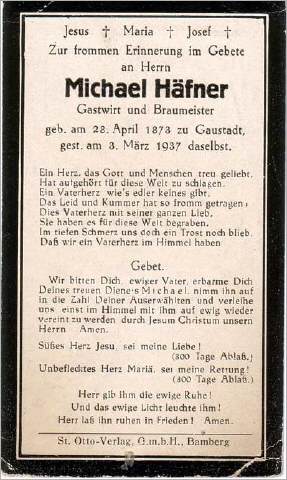 Jesus † Maria † Josef †
Zur frommen Erinnerung im Gebete
an Herrn
Michael Häfner
Gastwirt und Braumeister
geb. am 28. April 1873 zu Gaustadt,
gest. am 3. März 1937 daselbst.
Ein Herz, das Gott und Menschen treu geliebt,
Hat aufgehört für diese Welt zu schlagen.
Ein Vaterherz wie's edler keines gibt,
Das Leid und Kummer hat so fromm getragen;
Dies Vaterherz mit seiner ganzen Lieb,
Sie haben es für diese Welt begraben.
Im tiefen Schmerz uns doch ein Trost noch blieb,
Daß wir ein Vaterherz im Himmel haben
Gebet.
Wir bitten Dich, ewiger Vater, erbarme Dich
Deines treuen Diene·s Michael, nimm ihn auf
in die Zahl Deiner Auserwählten und verleihe
uns einst im Himmel mit ihm auf ewig wieder
vereint zu werden durch Jesum Christum unsern
Herrn Amen.
Süßes Herz Jesu, sei meine Liebe!
(300 Tage Ablaß.)
Unbeflecktes Herz Mariä, sei meine Rettung!
(300 Tage Ablaß.)
Herr gib ihm die ewige Ruhe!
Und das ewige Licht leuchte ihm!
Herr laß ihn ruhen in Frieden! Amen.
St. Otto-Verlag, G.m.b.H., Bamberg